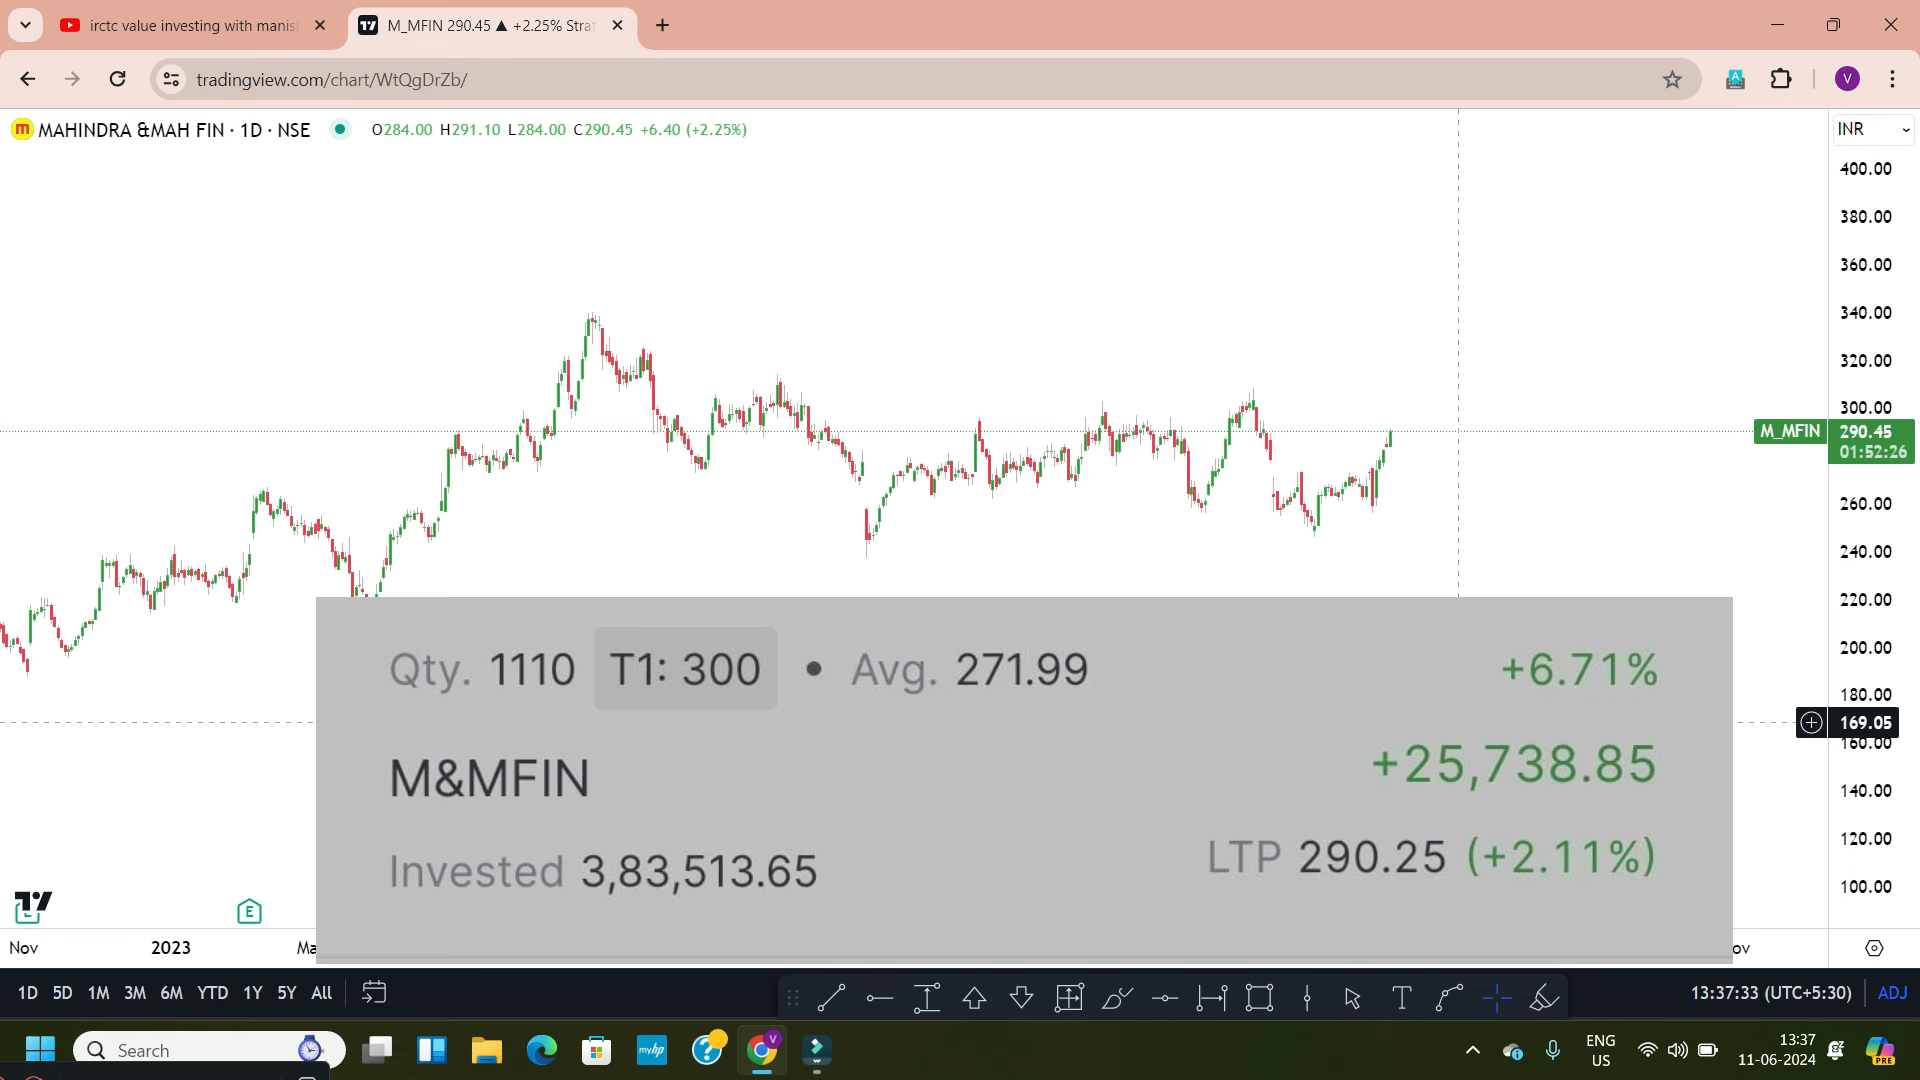 irctc value investing with manis
M_MFIN 290.45 ▲ +2.25% Strat
tradingview.com/chart/WtQgDrZb/
V
m MAHINDRA &MAH FIN · 1D · NSE O284.00 H291.10 L284.00 C290.45 +6.40 (+2.25%)
INR
400.00
380.00
360.00
340.00
320.00
300.00
M_MFIN 290.45
01:52:26
260.00
240.00
220.00
200.00
180.00
169.05
160.00
140.00
120.00
100.00
Qty. 1110 T1: 300 • Avg. 271.99 +6.71%
M&MFIN +25,738.85
Invested 3,83,513.65 LTP 290.25 (+2.11%)
E
Nov 2023 Ma ov
1D 5D 1M 3M 6M YTD 1Y 5Y All
T
13:37:33 (UTC+5:30) ADJ
Search
myhp
V
ENG
US
13:37
11-06-2024
PRE